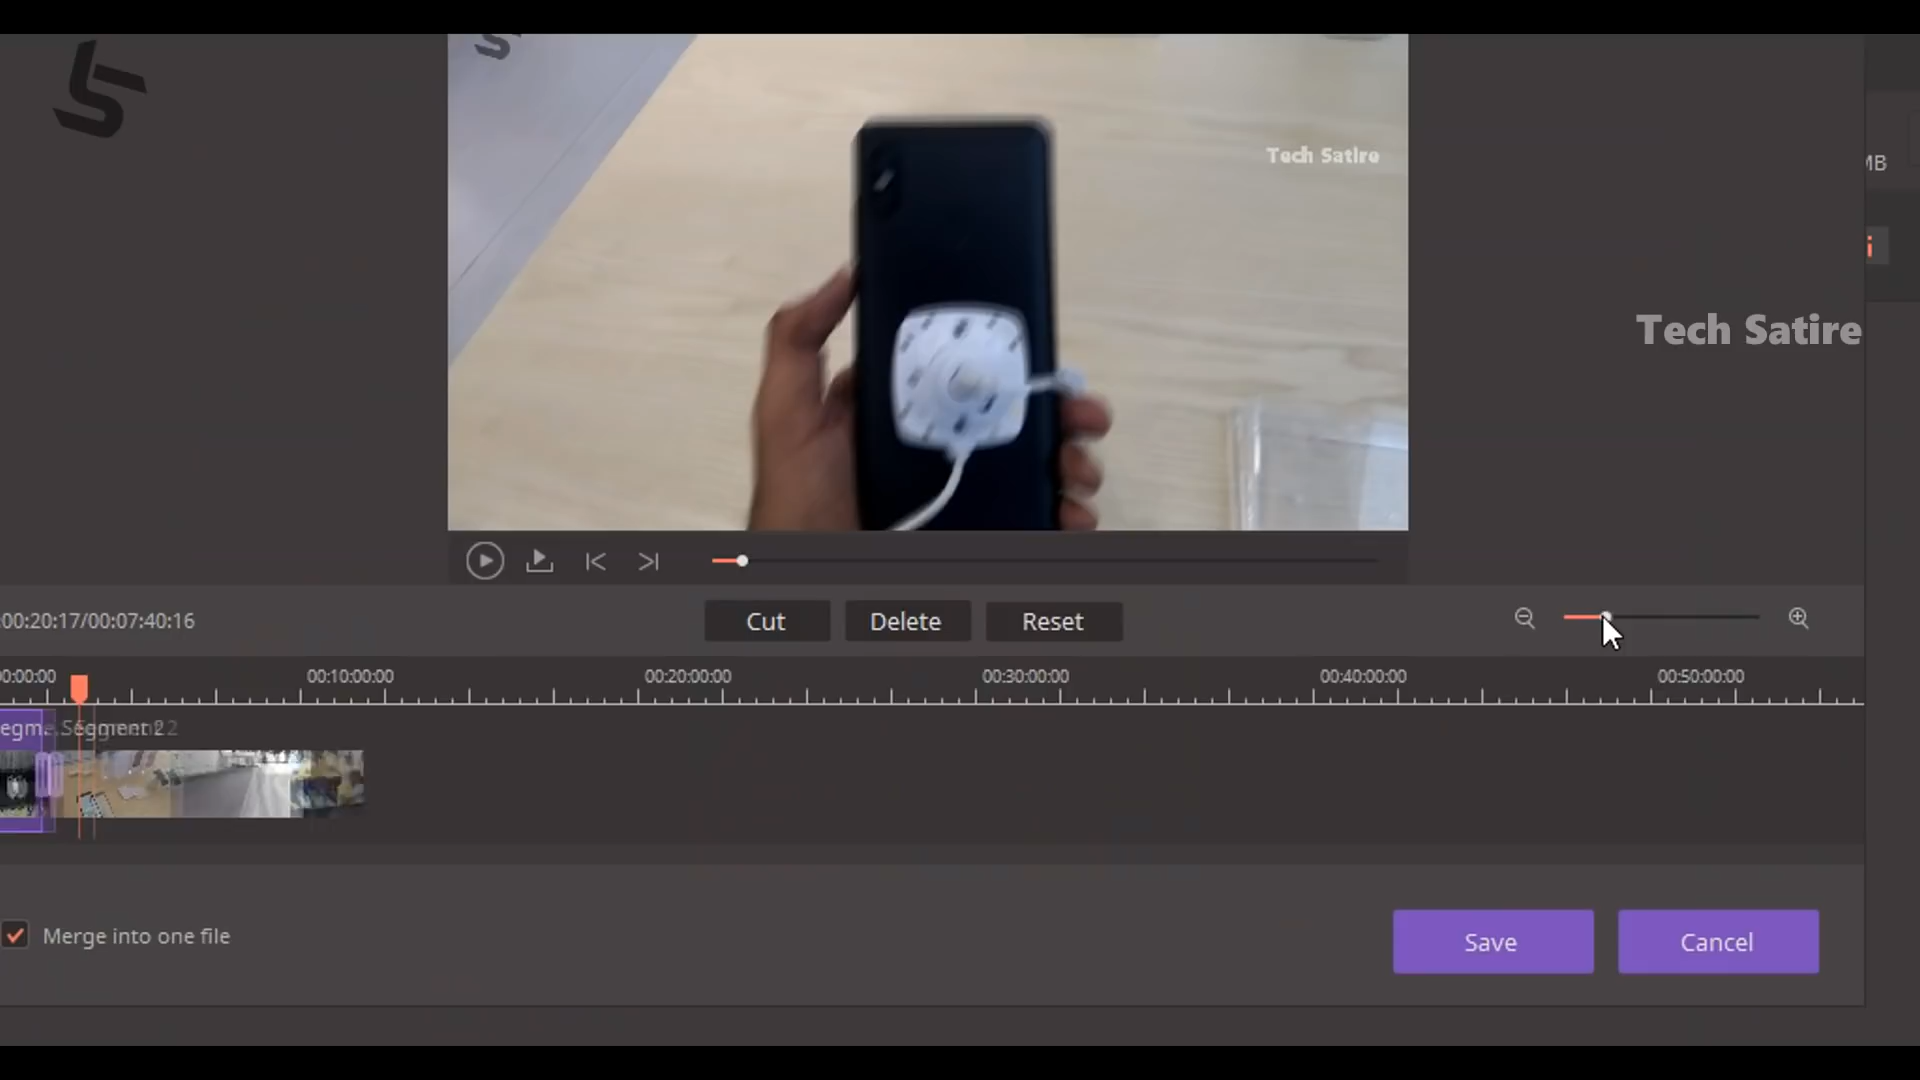 Tech Satire
MB
i
Tech Satire
00:20:17/00:07:40:16
Cut
Delete
Reset
00:00:00
00:10:00:00
00:20:00:00
00:30:00:00
00:40:00:00
00:50:00:00
egme
Segment 2
Merge into one file
Save
Cancel